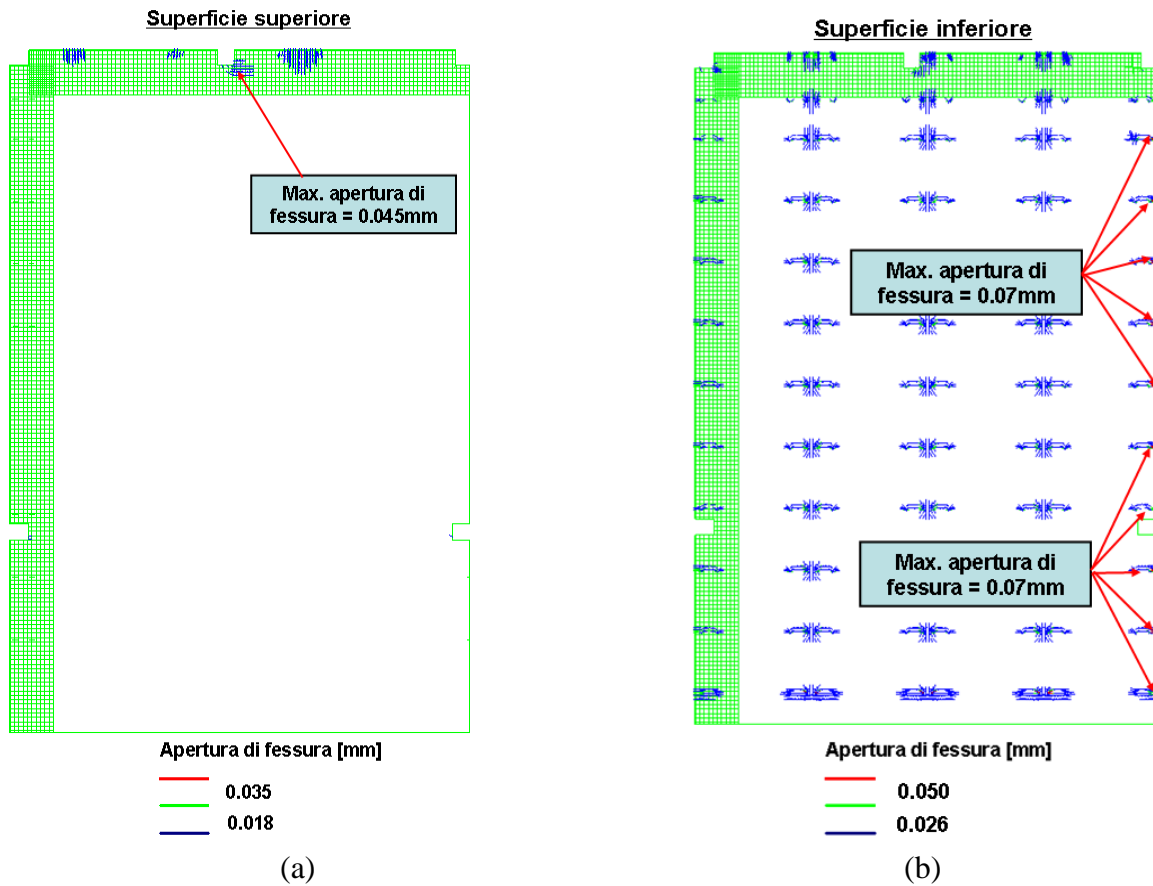 Superficie superiore
Max. apertura di
fessura = 0.045mm
Apertura di fessura [mm]
0.035
0.018
(a)
Superficie inferiore
Max. apertura di
fessura = 0.07mm
Max. apertura di
fessura = 0.07mm
Apertura di fessura [mm]
0.050
0.026
(b)